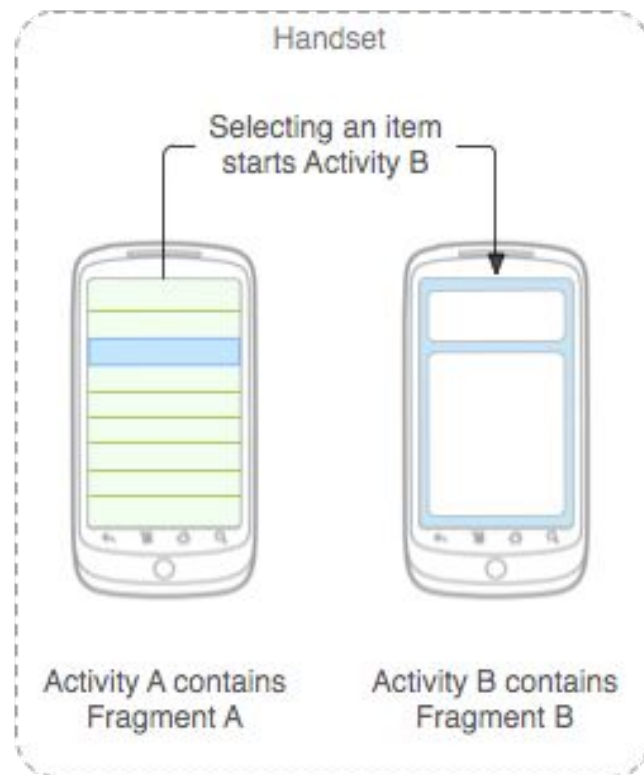 Handset
Selecting an item
starts Activity B
Activity A contains
Fragment A
Activity B contains
Fragment B